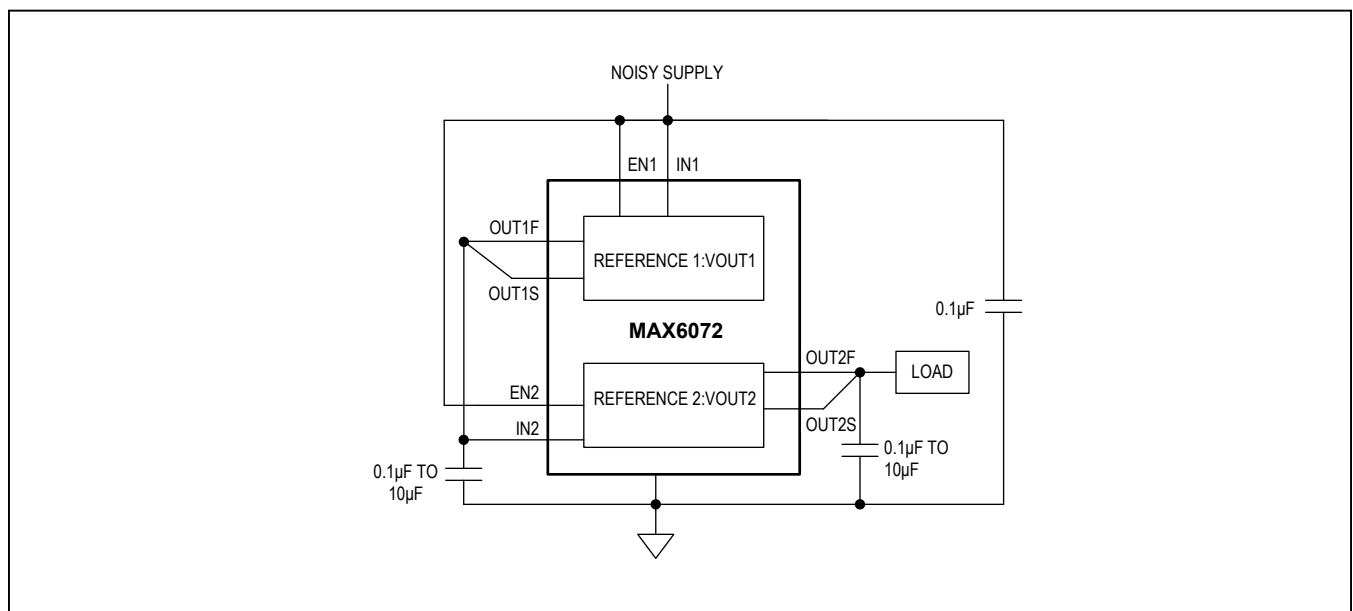 NOISY SUPPLY
EN1 IN1
OUT1F
REFERENCE 1:VOUT1
OUT1S
0.1µF
MAX6072
OUT2F
LOAD
EN2
REFERENCE 2:VOUT2
OUT2S
IN2
0.1µF TO
10µF
0.1µF TO
10µF